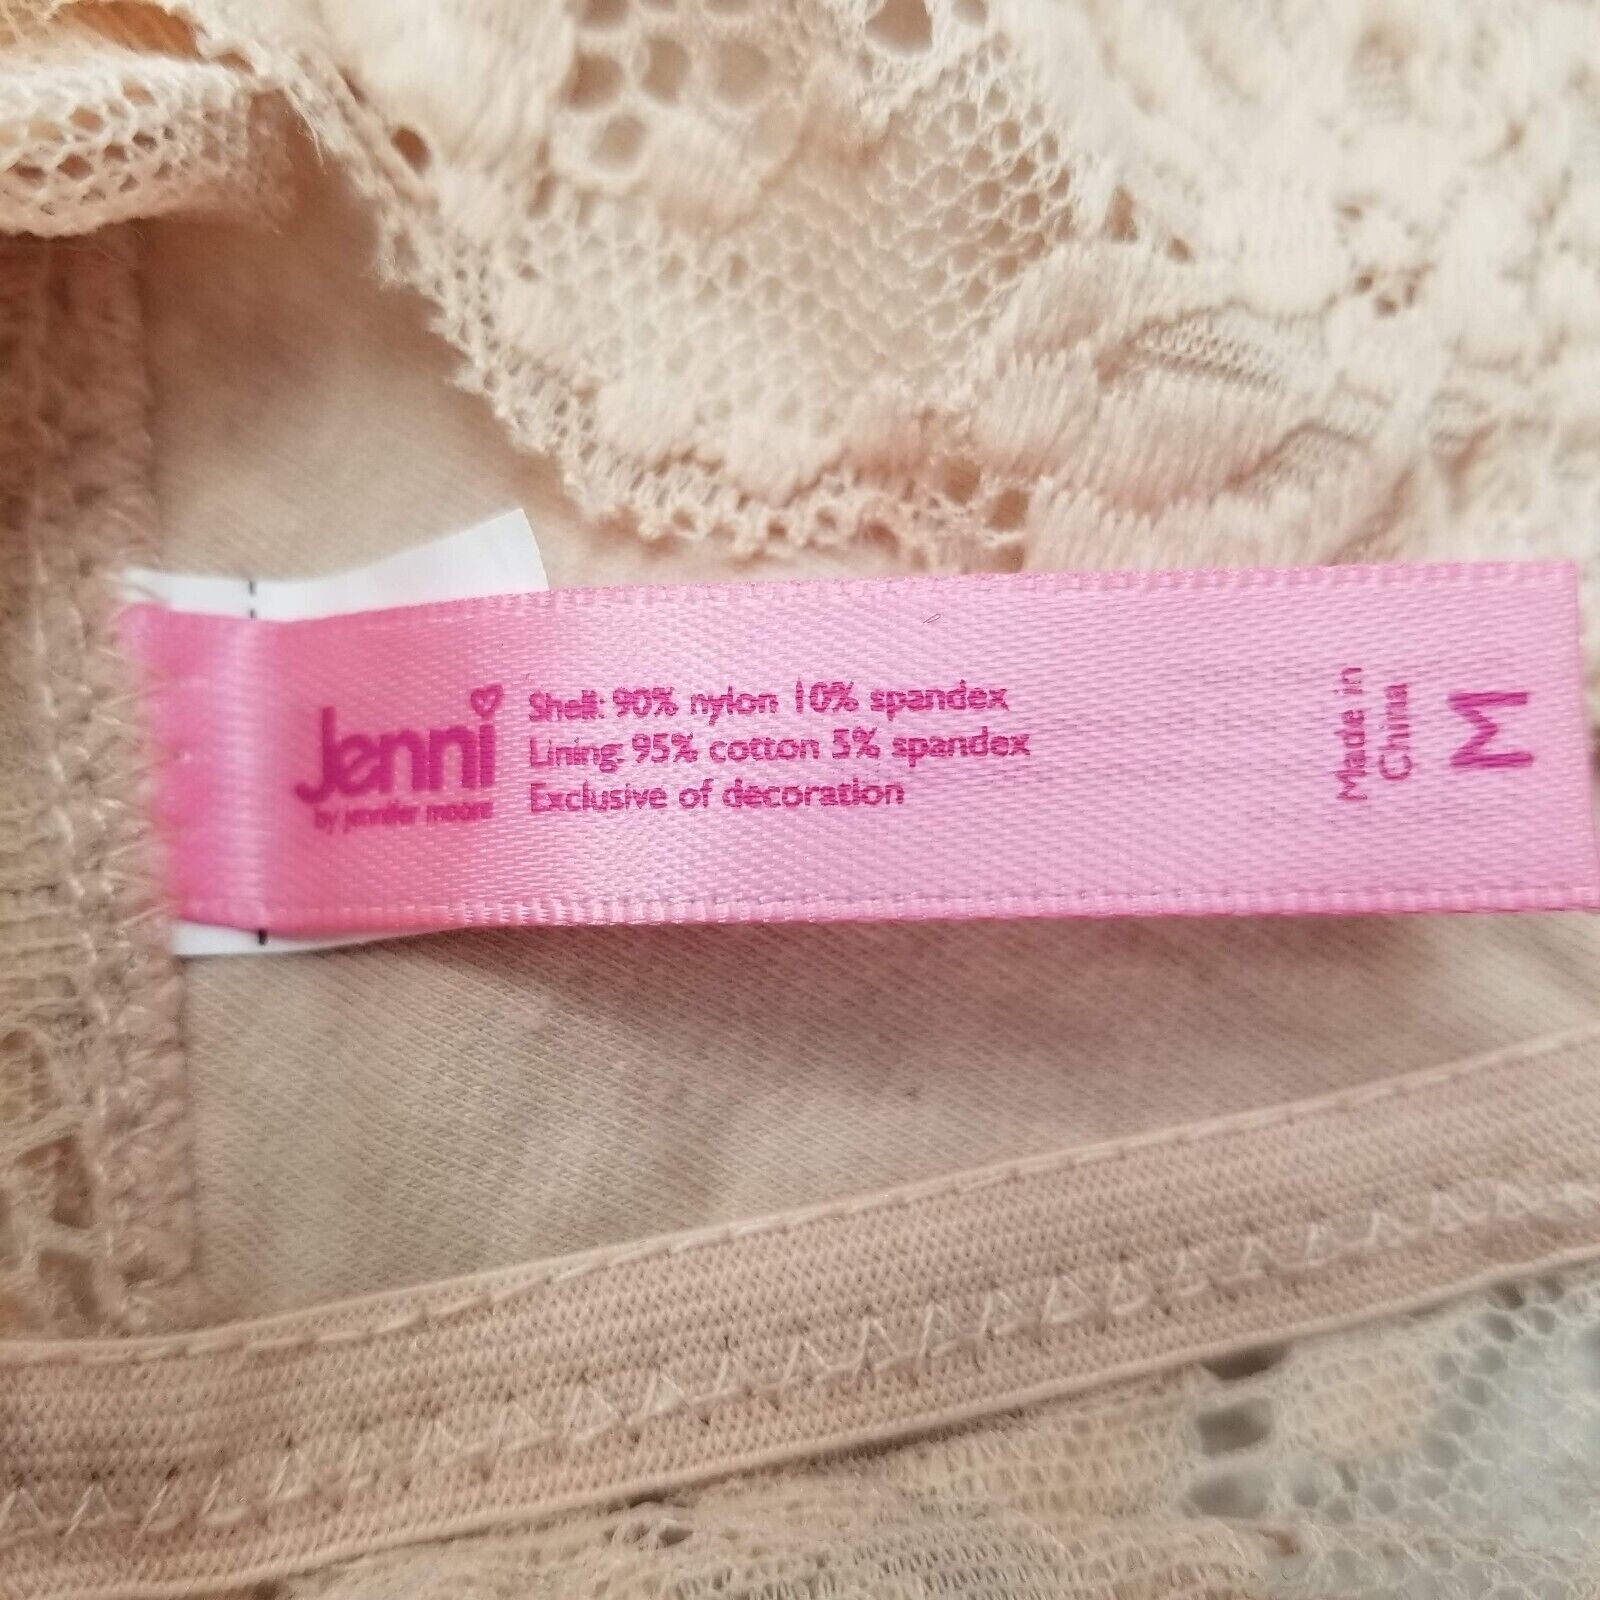 Jenni
by jennifer moore
Shell: 90% nylon 10% spandex
Lining: 95% cotton 5% spandex
Exclusive of decoration
Made in
China
M